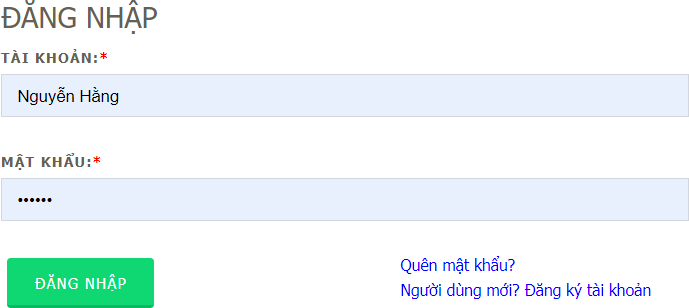 ĐĂNG NHẬP
TÀI KHOẢN:*
Nguyễn Hằng
MẬT KHẨU:*
••••••
ĐĂNG NHẬP
Quên mật khẩu?
Người dùng mới? Đăng ký tài khoản